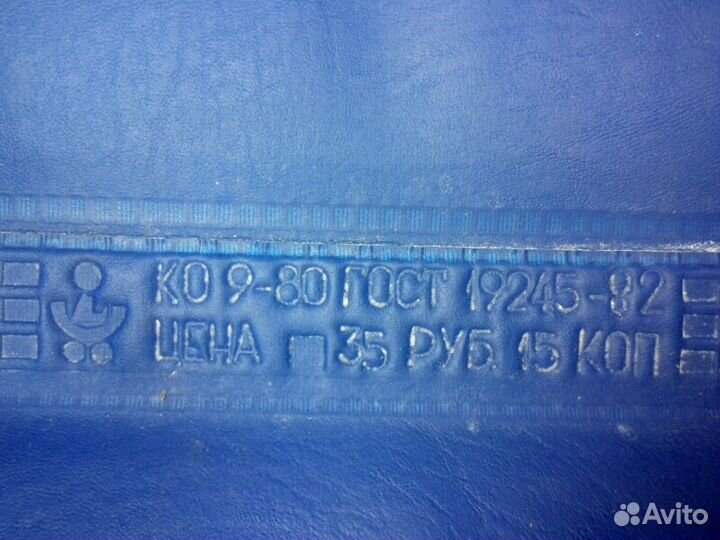 КО 9-80 ГОСТ 19245-82
ЦЕНА 35 РУБ. 15 КОП
Avito